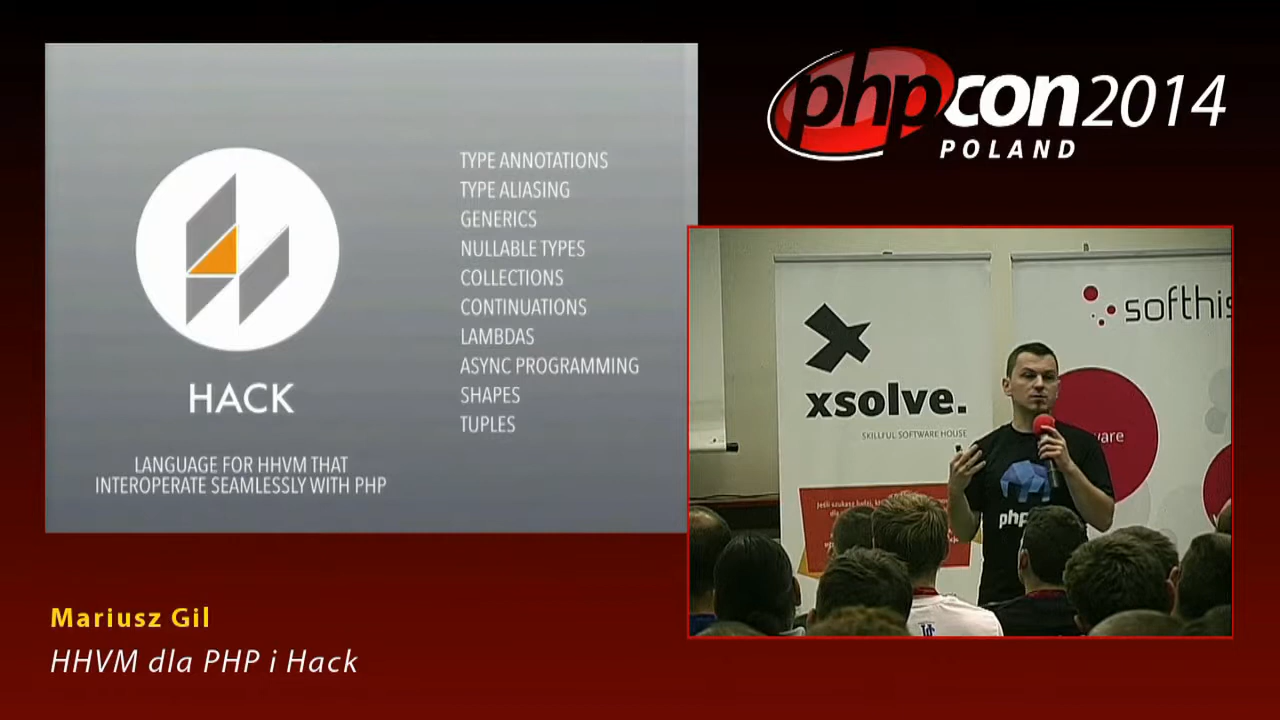 HACK
LANGUAGE FOR HHVM THAT
INTEROPERATE SEAMLESSLY WITH PHP
TYPE ANNOTATIONS
TYPE ALIASING
GENERICS
NULLABLE TYPES
COLLECTIONS
CONTINUATIONS
LAMBDAS
ASYNC PROGRAMMING
SHAPES
TUPLES
phpcon2014
POLAND
xsolve.
SKILLFUL SOFTWARE HOUSE
softhis
ware
Jeśli szukasz
php
Mariusz Gil
HHVM dla PHP i Hack